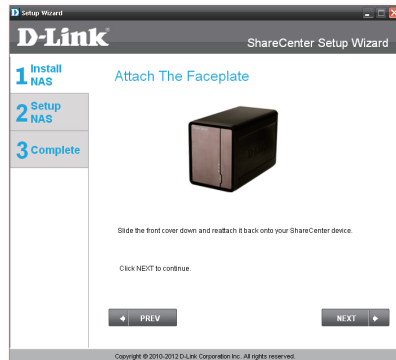 D Setup Wizard
D-Link
ShareCenter Setup Wizard
1 Install NAS
2 Setup NAS
3 Complete
Attach The Faceplate
Slide the front cover down and reattach it back onto your ShareCenter device.
Click NEXT to continue.
PREV
NEXT
Copyright © 2010-2012 D-Link Corporation Inc. All rights reserved.